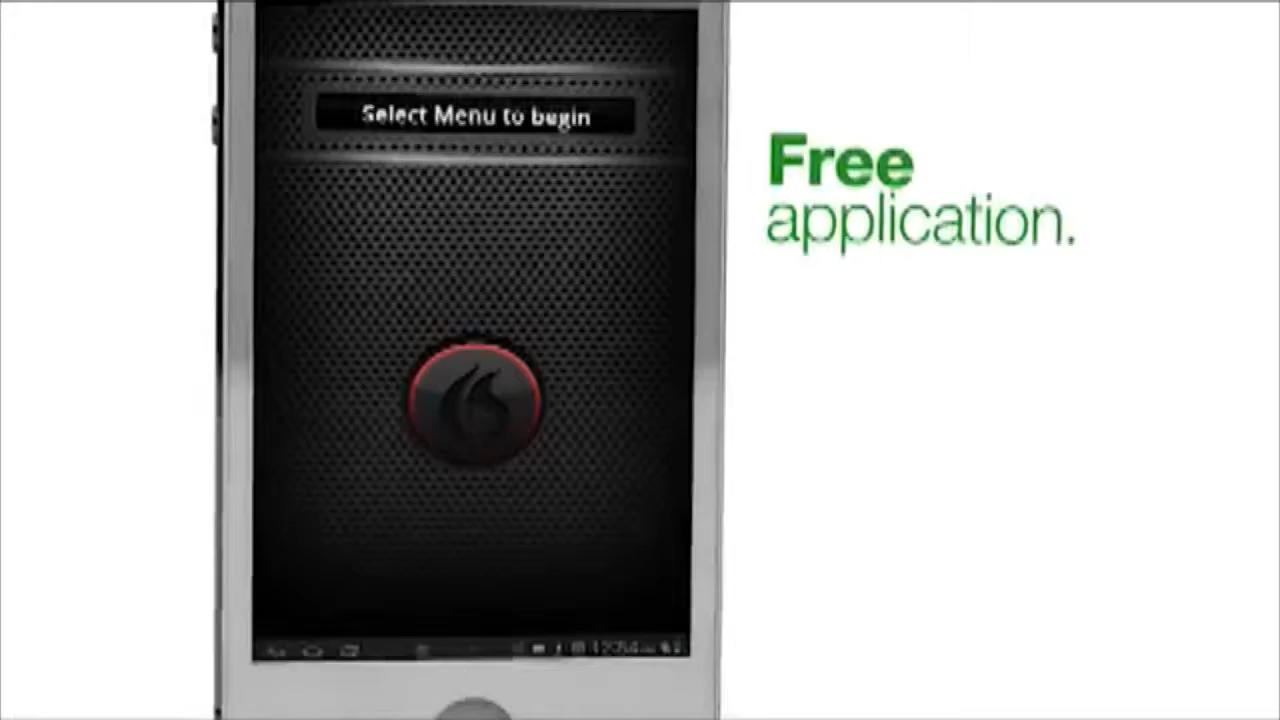 Select Menu to begin
Free
application.